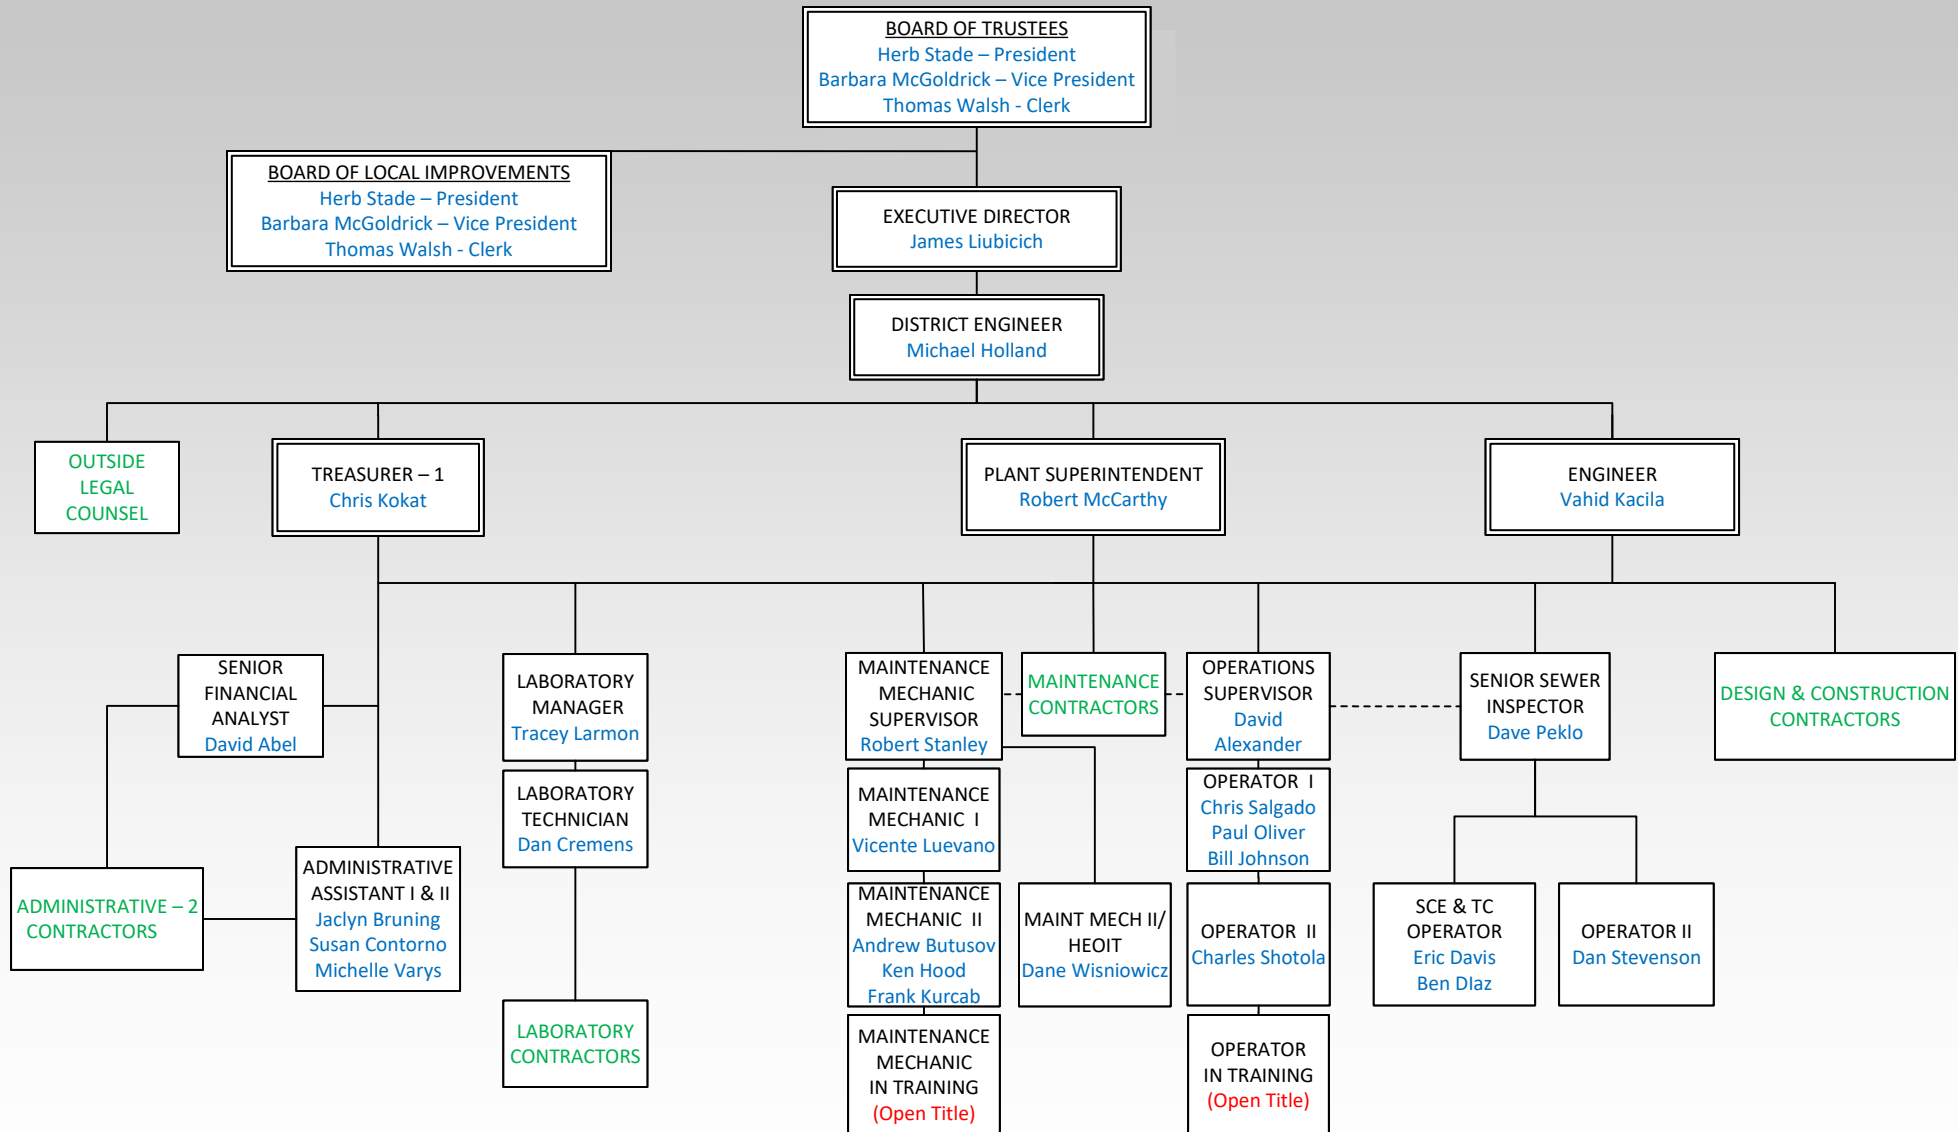 BOARD OF TRUSTEES
Herb Stade – President
Barbara McGoldrick – Vice President
Thomas Walsh - Clerk
BOARD OF LOCAL IMPROVEMENTS
Herb Stade – President
Barbara McGoldrick – Vice President
Thomas Walsh - Clerk
EXECUTIVE DIRECTOR
James Liubicich
DISTRICT ENGINEER
Michael Holland
OUTSIDE
LEGAL
COUNSEL
TREASURER – 1
Chris Kokat
PLANT SUPERINTENDENT
Robert McCarthy
ENGINEER
Vahid Kacila
SENIOR
FINANCIAL
ANALYST
David Abel
LABORATORY
MANAGER
Tracey Larmon
MAINTENANCE
MECHANIC
SUPERVISOR
Robert Stanley
MAINTENANCE
CONTRACTORS
OPERATIONS
SUPERVISOR
David
Alexander
SENIOR SEWER
INSPECTOR
Dave Peklo
DESIGN & CONSTRUCTION
CONTRACTORS
LABORATORY
TECHNICIAN
Dan Cremens
MAINTENANCE
MECHANIC I
Vicente Luevano
OPERATOR I
Chris Salgado
Paul Oliver
Bill Johnson
ADMINISTRATIVE – 2
CONTRACTORS
ADMINISTRATIVE
ASSISTANT I & II
Jaclyn Bruning
Susan Contorno
Michelle Varys
MAINTENANCE
MECHANIC II
Andrew Butusov
Ken Hood
Frank Kurcab
MAINT MECH II/
HEOIT
Dane Wisniowicz
OPERATOR II
Charles Shotola
SCE & TC
OPERATOR
Eric Davis
Ben DIaz
OPERATOR II
Dan Stevenson
LABORATORY
CONTRACTORS
MAINTENANCE
MECHANIC
IN TRAINING
(Open Title)
OPERATOR
IN TRAINING
(Open Title)